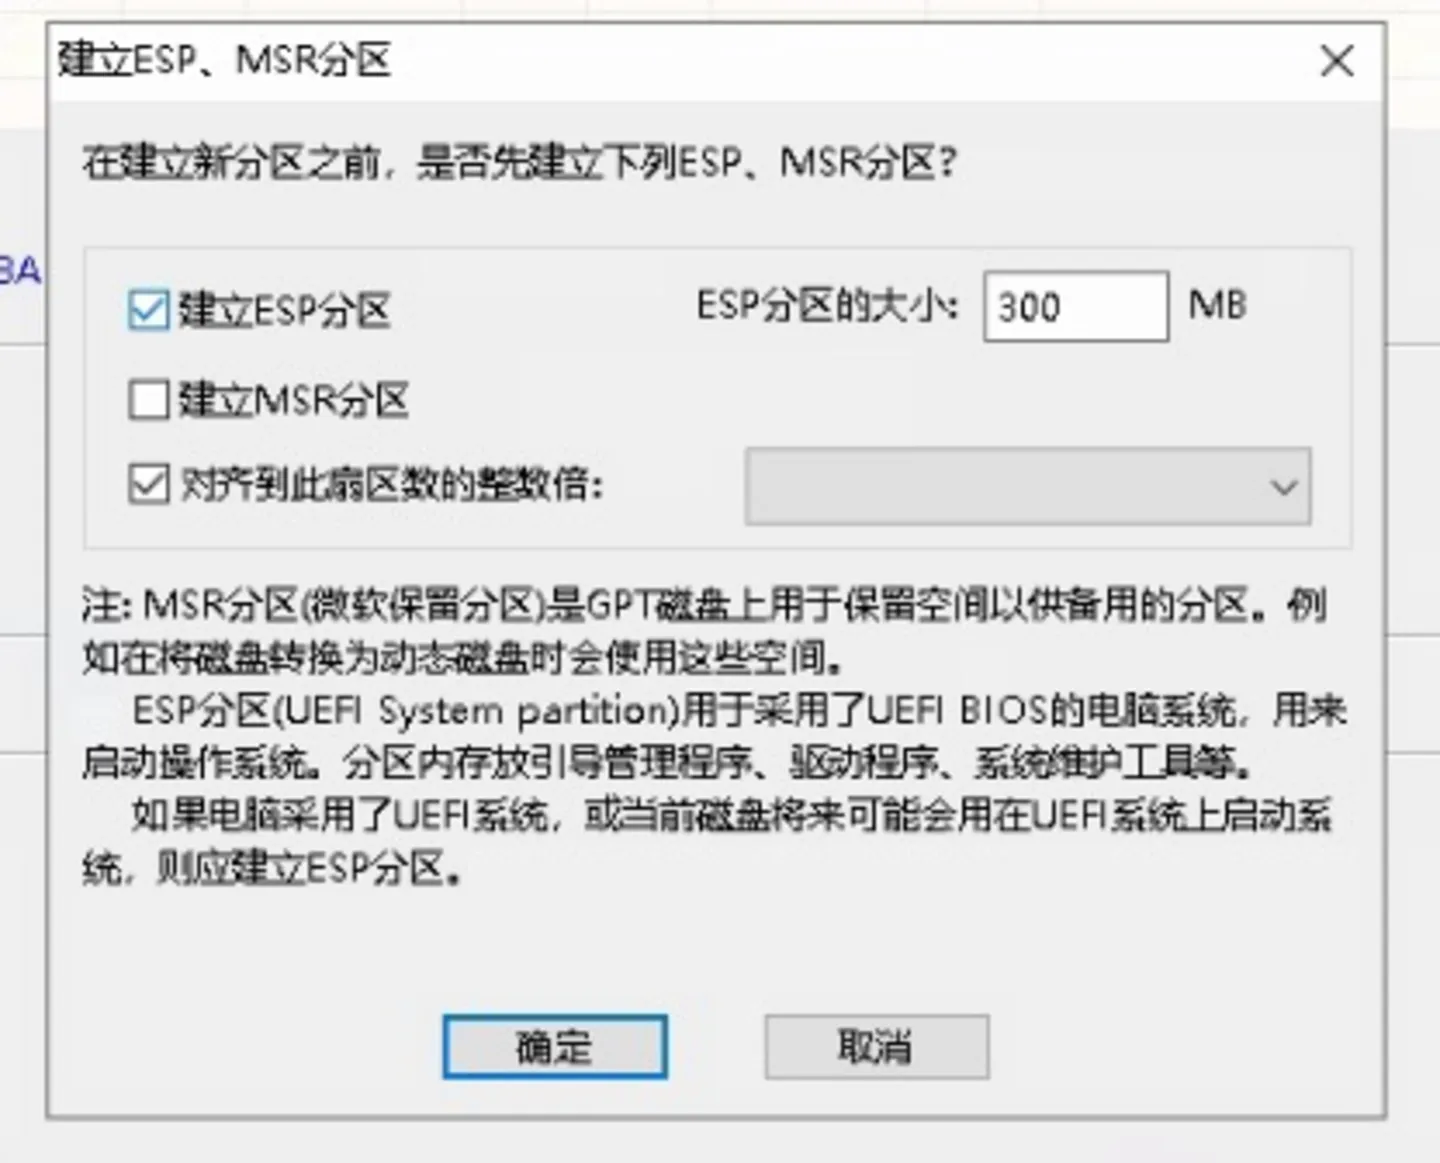 建立ESP、MSR分区
在建立新分区之前，是否先建立下列ESP、MSR分区?
BA
建立ESP分区 ESP分区的大小: 300 MB
建立MSR分区
对齐到此扇区数的整数倍:
注: MSR分区(微软保留分区)是GPT磁盘上用于保留空间以供备用的分区。例
如在将磁盘转换为动态磁盘时会使用这些空间。
ESP分区(UEFI System partition)用于采用了UEFI BIOS的电脑系统，用来
启动操作系统。分区内存放引导管理程序、驱动程序、系统维护工具等。
如果电脑采用了UEFI系统，或当前磁盘将来可能会用在UEFI系统上启动系
统，则应建立ESP分区。
确定 取消